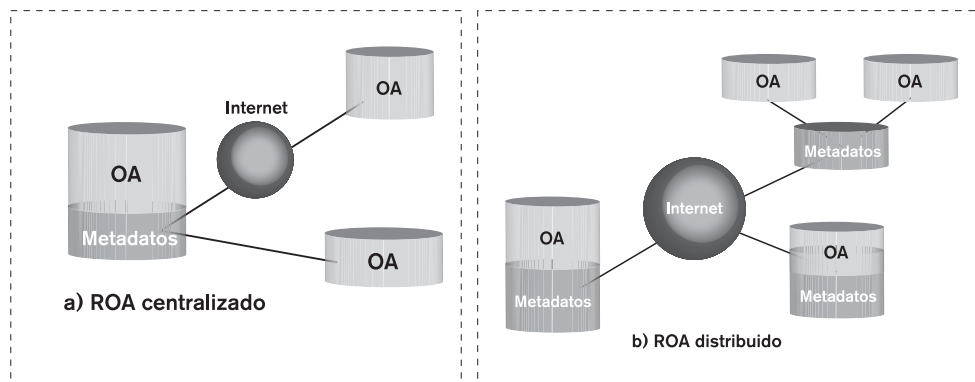 OA
Internet
OA
Metadatos
OA
a) ROA centralizado
OA
OA
Metadatos
Internet
OA
Metadatos
OA
Metadatos
b) ROA distribuido